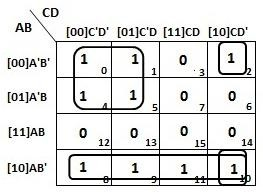 CD
AB
[00]C'D' [01]C'D [11]CD [10]CD'
[00]A'B' 1 0 1 1 0 3 1 2
[01]A'B 1 4 1 5 0 7 0 6
[11]AB 0 12 0 13 0 15 0 14
[10]AB' 1 8 1 9 1 11 1 10